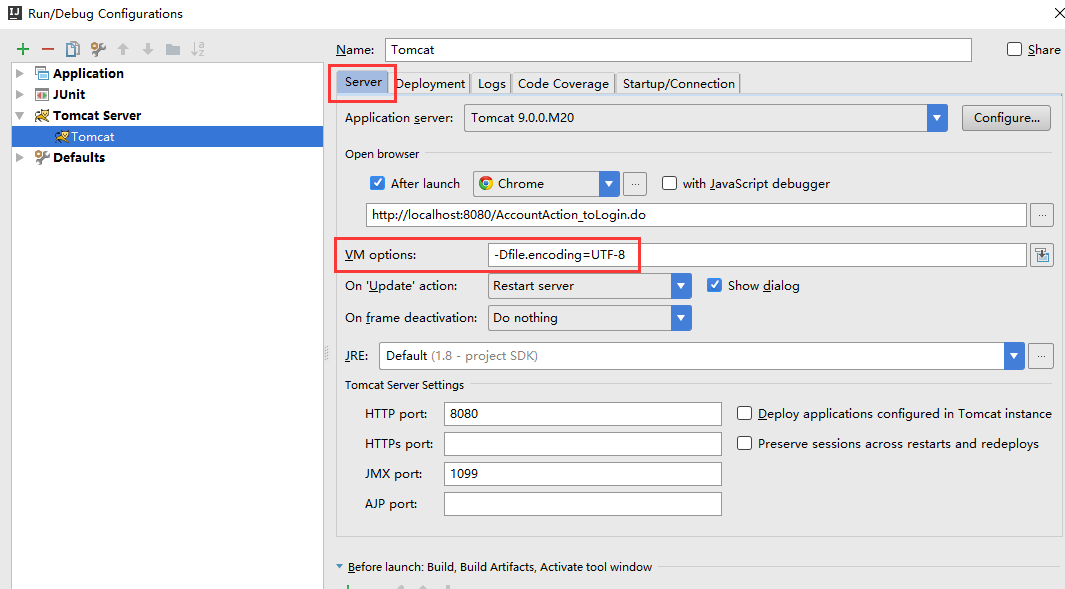 Run/Debug Configurations
Name: Tomcat Share
Application
JUnit
Tomcat Server
Tomcat
Defaults
Server Deployment Logs Code Coverage Startup/Connection
Application server: Tomcat 9.0.0.M20 Configure...
Open browser
After launch Chrome ... with JavaScript debugger
http://localhost:8080/AccountAction_toLogin.do ...
VM options: -Dfile.encoding=UTF-8
On 'Update' action: Restart server Show dialog
On frame deactivation: Do nothing
JRE: Default (1.8 - project SDK) ...
Tomcat Server Settings
HTTP port: 8080 Deploy applications configured in Tomcat instance
HTTPs port: Preserve sessions across restarts and redeploys
JMX port: 1099
AJP port:
Before launch: Build, Build Artifacts, Activate tool window